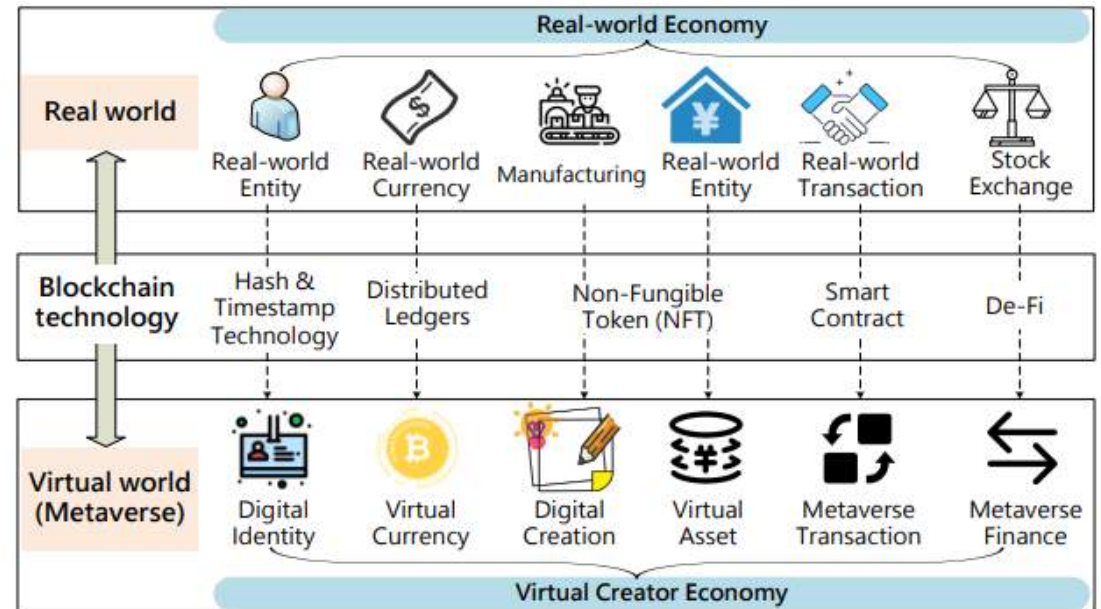 Real-world Economy
Real world
Real-world
Entity
Real-world
Currency
Manufacturing
Real-world
Entity
Real-world
Transaction
Stock
Exchange
Blockchain
technology
Hash &
Timestamp
Technology
Distributed
Ledgers
Non-Fungible
Token (NFT)
Smart
Contract
De-Fi
Virtual world
(Metaverse)
Digital
Identity
Virtual
Currency
Digital
Creation
Virtual
Asset
Metaverse
Transaction
Metaverse
Finance
Virtual Creator Economy